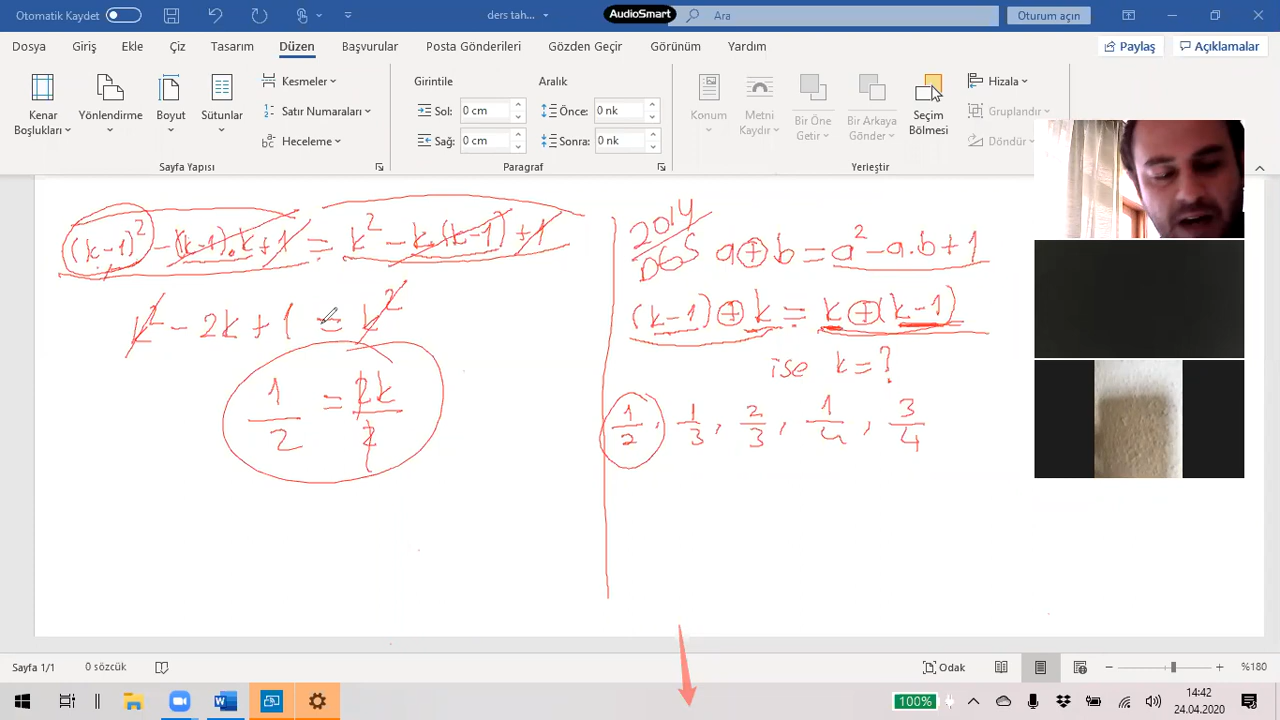 Otomatik Kaydet
ders tah...
AudioSmart
Ara
Oturum açın
Dosya Giriş Ekle Çiz Tasarım Düzen Başvurular Posta Gönderileri Gözden Geçir Görünüm Yardım
Paylaş Açıklamalar
Kenar Boşlukları
Yönlendirme
Boyut
Sütunlar
Kesmeler
Satır Numaraları
Heceleme
Sayfa Yapısı
Girintile
Sol: 0 cm
Sağ: 0 cm
Aralık
Önce: 0 nk
Sonra: 0 nk
Paragraf
Konum
Metni Kaydır
Bir Öne Getir
Bir Arkaya Gönder
Seçim Bölmesi
Hizala
Gruplandır
Döndür
Yerleştir
(k-1)² - (k-1).k + 1 = k² - k.(k-1) + 1
k² - 2k + 1 = k²
1/2 = 2k/2
2014
DGS a⊕b = a² - a.b + 1
(k-1)⊕k = k⊕(k-1)
ise k = ?
1/2, 1/3, 2/3, 1/4, 3/4
Sayfa 1/1 0 sözcük
Odak
%180
100%
14:42
24.04.2020